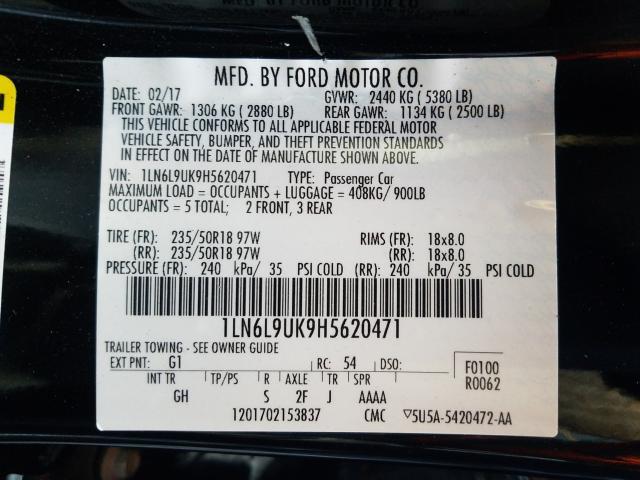 MFD. BY FORD MOTOR CO.
DATE: 02/17 GVWR: 2440 KG ( 5380 LB)
FRONT GAWR: 1306 KG ( 2880 LB) REAR GAWR: 1134 KG ( 2500 LB)
THIS VEHICLE CONFORMS TO ALL APPLICABLE FEDERAL MOTOR
VEHICLE SAFETY, BUMPER, AND THEFT PREVENTION STANDARDS
IN EFFECT ON THE DATE OF MANUFACTURE SHOWN ABOVE.
VIN: 1LN6L9UK9H5620471 TYPE: Passenger Car
MAXIMUM LOAD = OCCUPANTS + LUGGAGE = 408KG/ 900LB
OCCUPANTS = 5 TOTAL; 2 FRONT, 3 REAR
TIRE (FR): 235/50R18 97W RIMS (FR): 18x8.0
(RR): 235/50R18 97W (RR): 18x8.0
PRESSURE (FR): 240 kPa/ 35 PSI COLD (RR): 240 kPa/ 35 PSI COLD
1LN6L9UK9H5620471
TRAILER TOWING - SEE OWNER GUIDE
EXT PNT: G1 RC: 54 DSO: F0100
INT TR TP/PS R AXLE TR SPR R0062
GH S 2F J AAAA
1201702153837 CMC ▽5U5A-5420472-AA